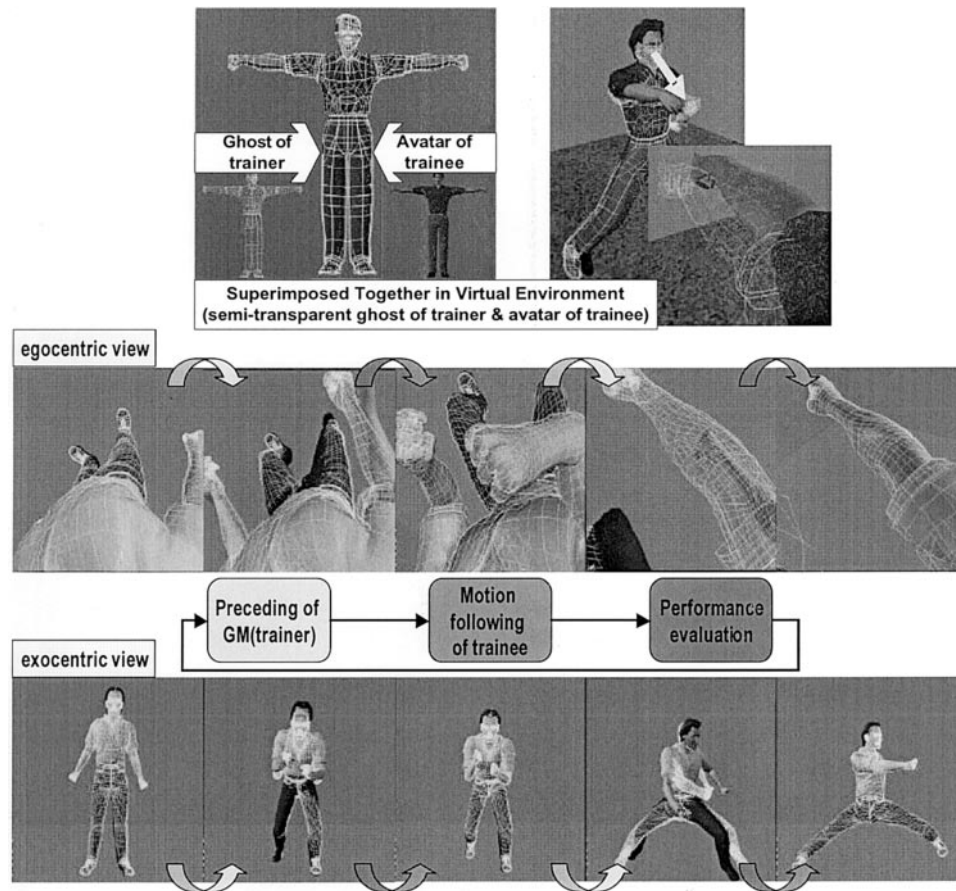 Ghost of
trainer
Avatar of
trainee
Superimposed Together in Virtual Environment
(semi-transparent ghost of trainer & avatar of trainee)
egocentric view
Preceding of
GM(trainer)
Motion
following
of trainee
Performance
evaluation
exocentric view